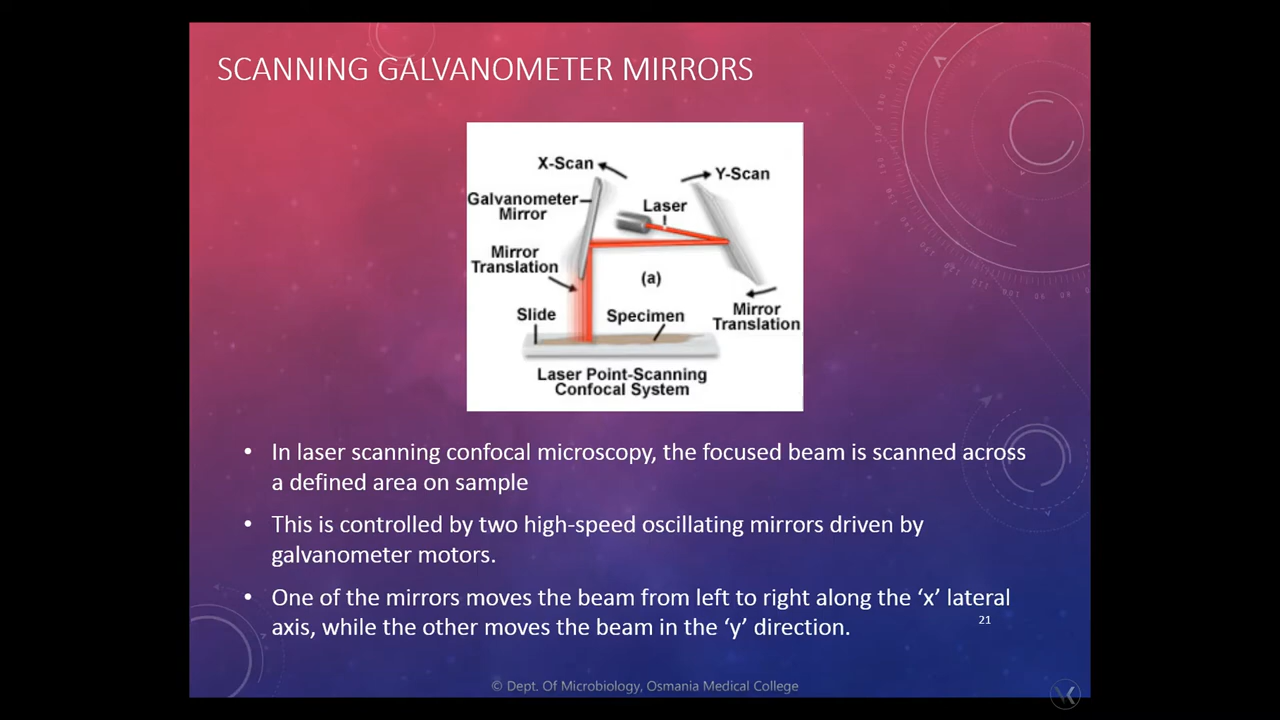 SCANNING GALVANOMETER MIRRORS
X-Scan
Y-Scan
Galvanometer
Mirror
Laser
Mirror
Translation
(a)
Slide
Specimen
Mirror
Translation
Laser Point-Scanning
Confocal System
• In laser scanning confocal microscopy, the focused beam is scanned across
a defined area on sample
• This is controlled by two high-speed oscillating mirrors driven by
galvanometer motors.
• One of the mirrors moves the beam from left to right along the ‘x’ lateral
axis, while the other moves the beam in the ‘y’ direction.
21
© Dept. Of Microbiology, Osmania Medical College